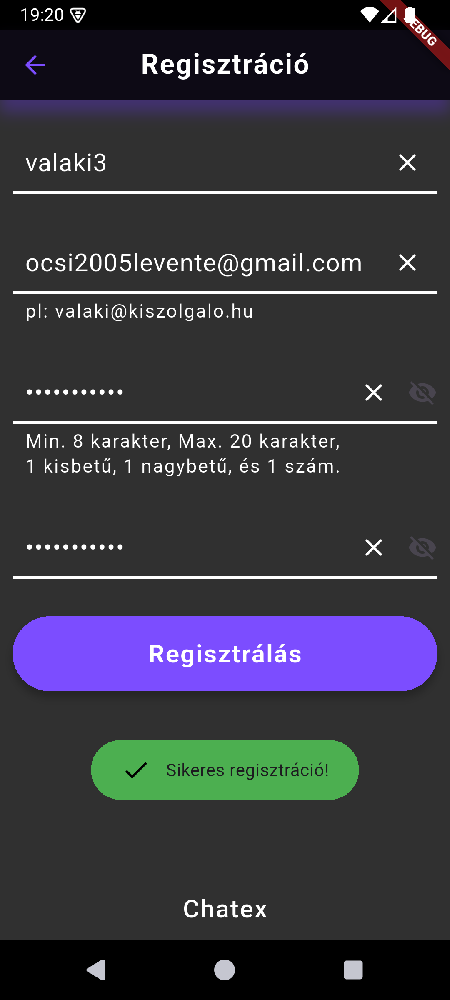 19:20
EBUG
Regisztráció
valaki3
ocsi2005levente@gmail.com
pl: valaki@kiszolgalo.hu
•••••••••••
Min. 8 karakter, Max. 20 karakter,
1 kisbetű, 1 nagybetű, és 1 szám.
•••••••••••
Regisztrálás
Sikeres regisztráció!
Chatex